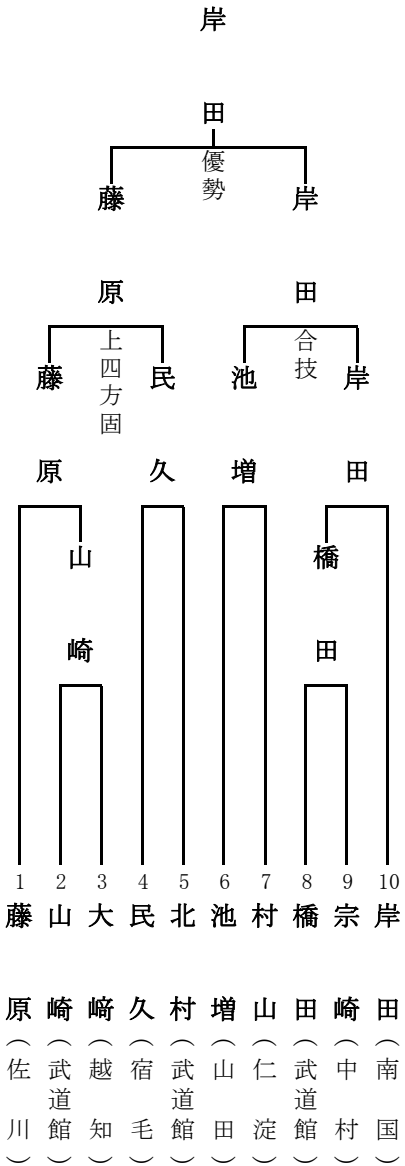 岸田
優勢
藤原
岸田
上四方固
合技
藤原
民久
池増
岸田
山崎
橋田
1 2 3 4 5 6 7 8 9 10
藤原（佐川）
山崎（武道館）
大﨑（越知）
民久（宿毛）
北村（武道館）
池増（山田）
村山（仁淀）
橋田（武道館）
宗崎（中村）
岸田（南国）